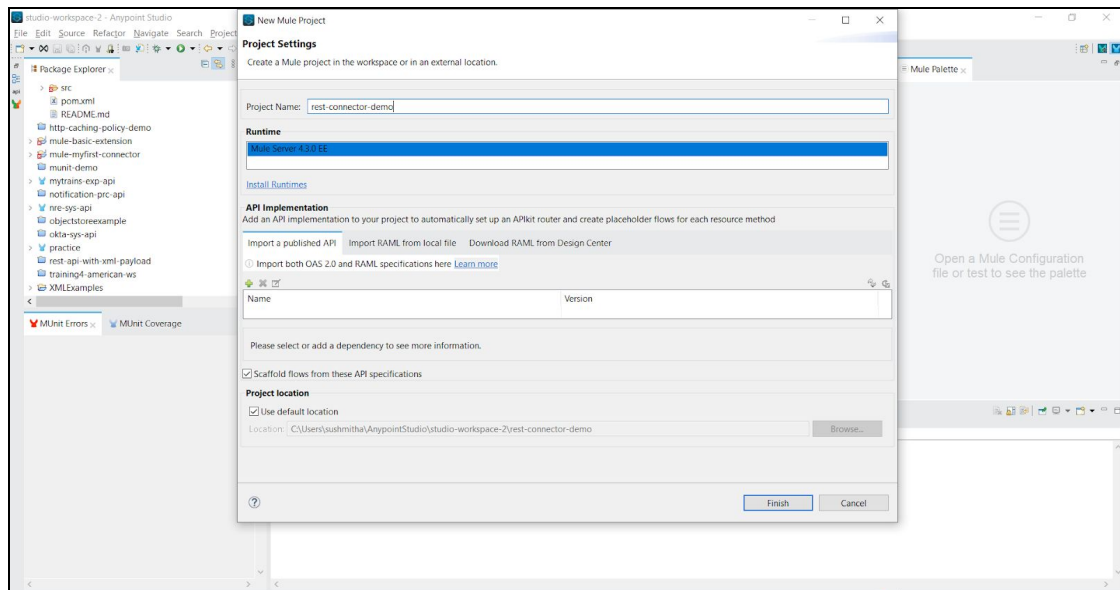 studio-workspace-2 - Anypoint Studio
File Edit Source Refactor Navigate Search Project
Package Explorer
src
pom.xml
README.md
http-caching-policy-demo
mule-basic-extension
mule-myfirst-connector
munit-demo
mytrains-exp-api
notification-prc-api
nre-sys-api
objectstoreexample
okta-sys-api
practice
rest-api-with-xml-payload
training4-american-ws
XMLExamples
MUnit Errors
MUnit Coverage
New Mule Project
Project Settings
Create a Mule project in the workspace or in an external location.
Project Name: rest-connector-demo
Runtime
Mule Server 4.3.0 EE
Install Runtimes
API Implementation
Add an API implementation to your project to automatically set up an APIkit router and create placeholder flows for each resource method
Import a published API Import RAML from local file Download RAML from Design Center
Import both OAS 2.0 and RAML specifications here Learn more
Name Version
Please select or add a dependency to see more information.
Scaffold flows from these API specifications
Project location
Use default location
Location: C:\Users\sushmitha\AnypointStudio\studio-workspace-2\rest-connector-demo Browse...
Finish Cancel
Mule Palette
Open a Mule Configuration
file or test to see the palette